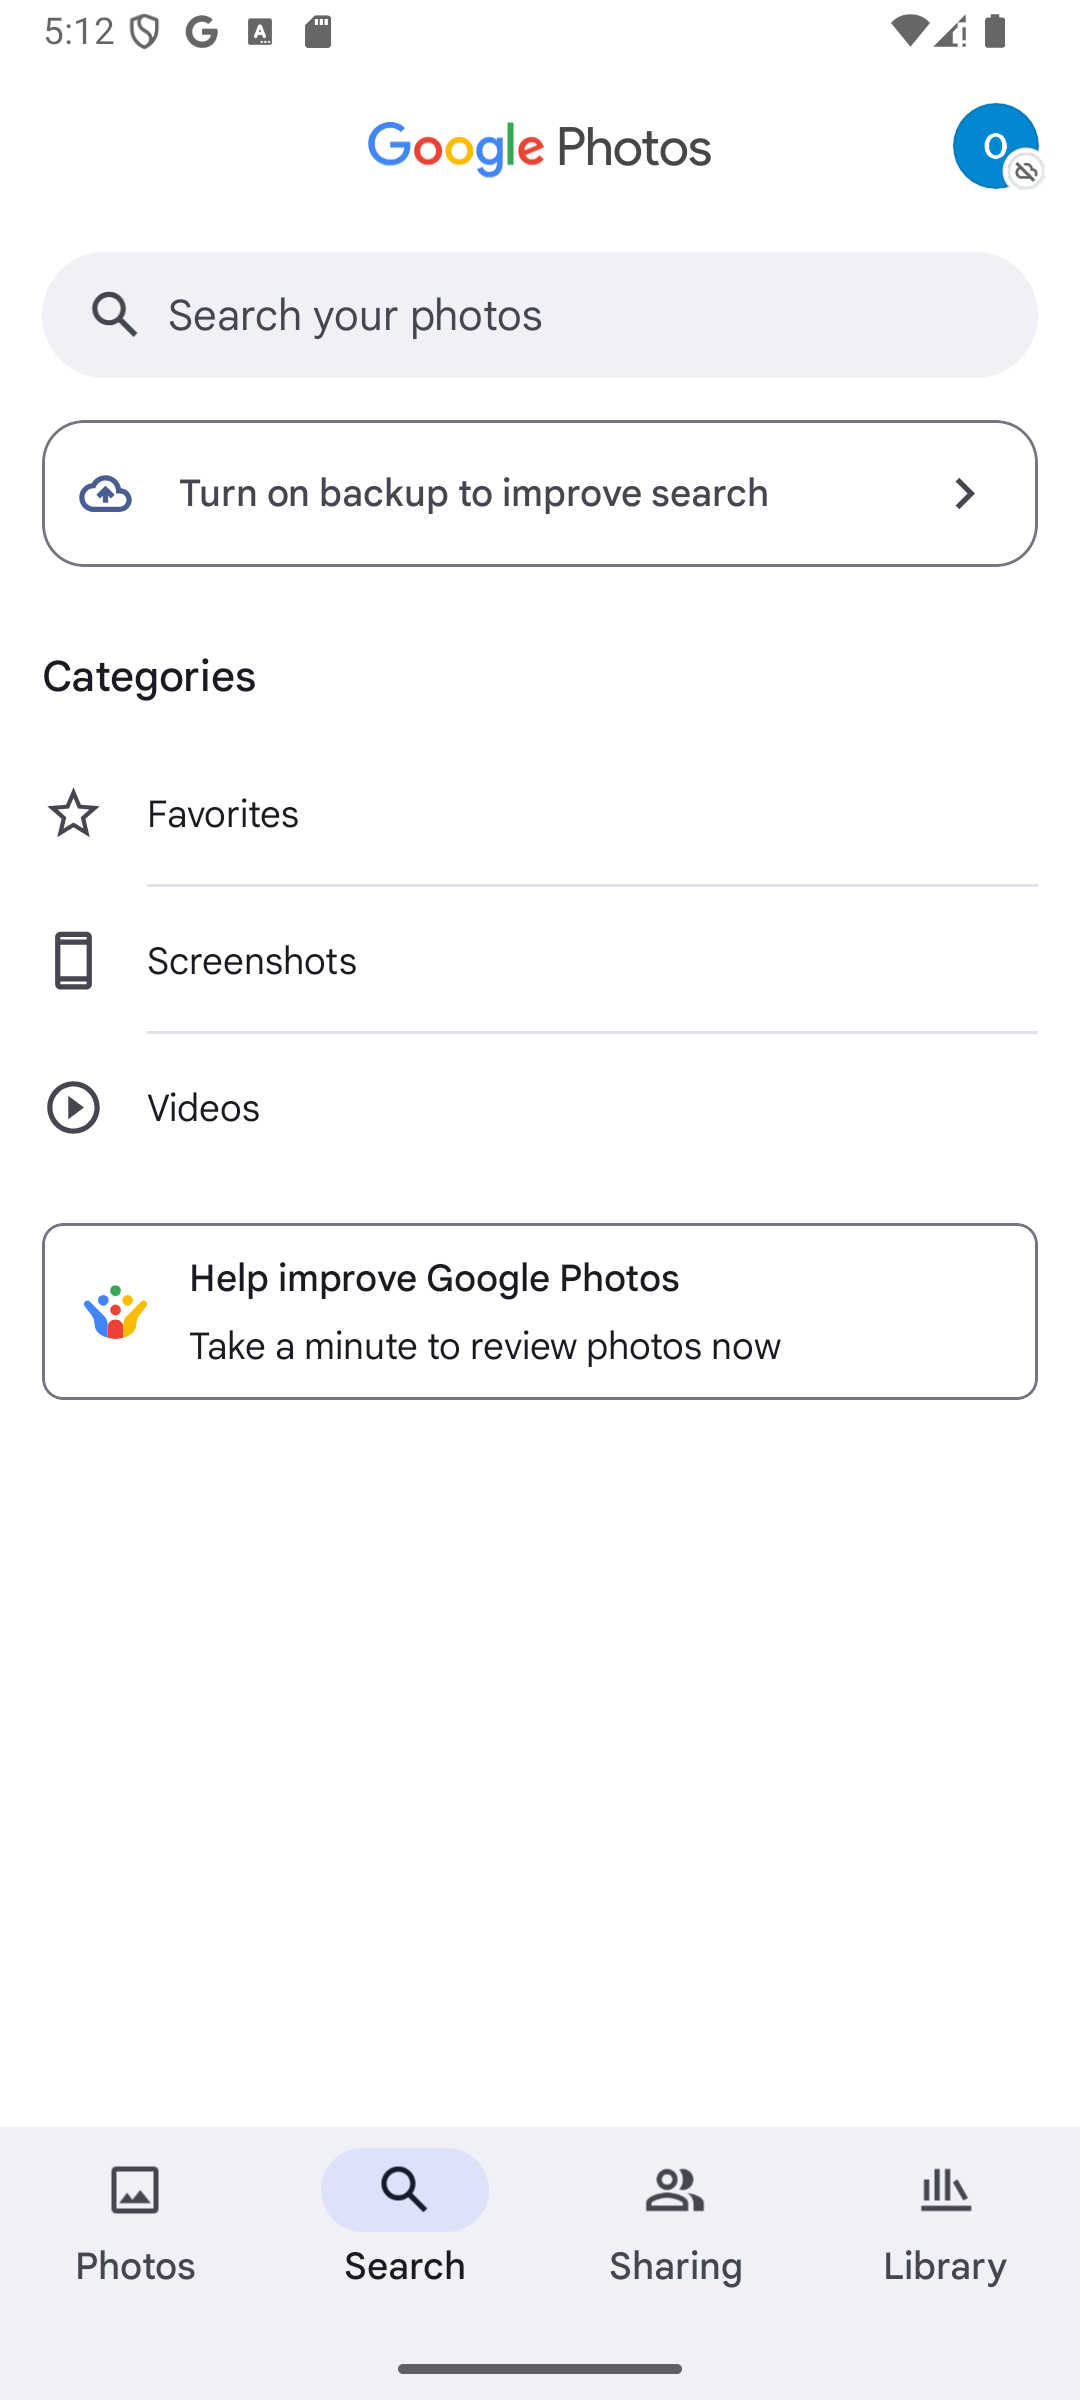 5:12
Google Photos
O
Search your photos
Turn on backup to improve search
Categories
Favorites
Screenshots
Videos
Help improve Google Photos
Take a minute to review photos now
Photos
Search
Sharing
Library